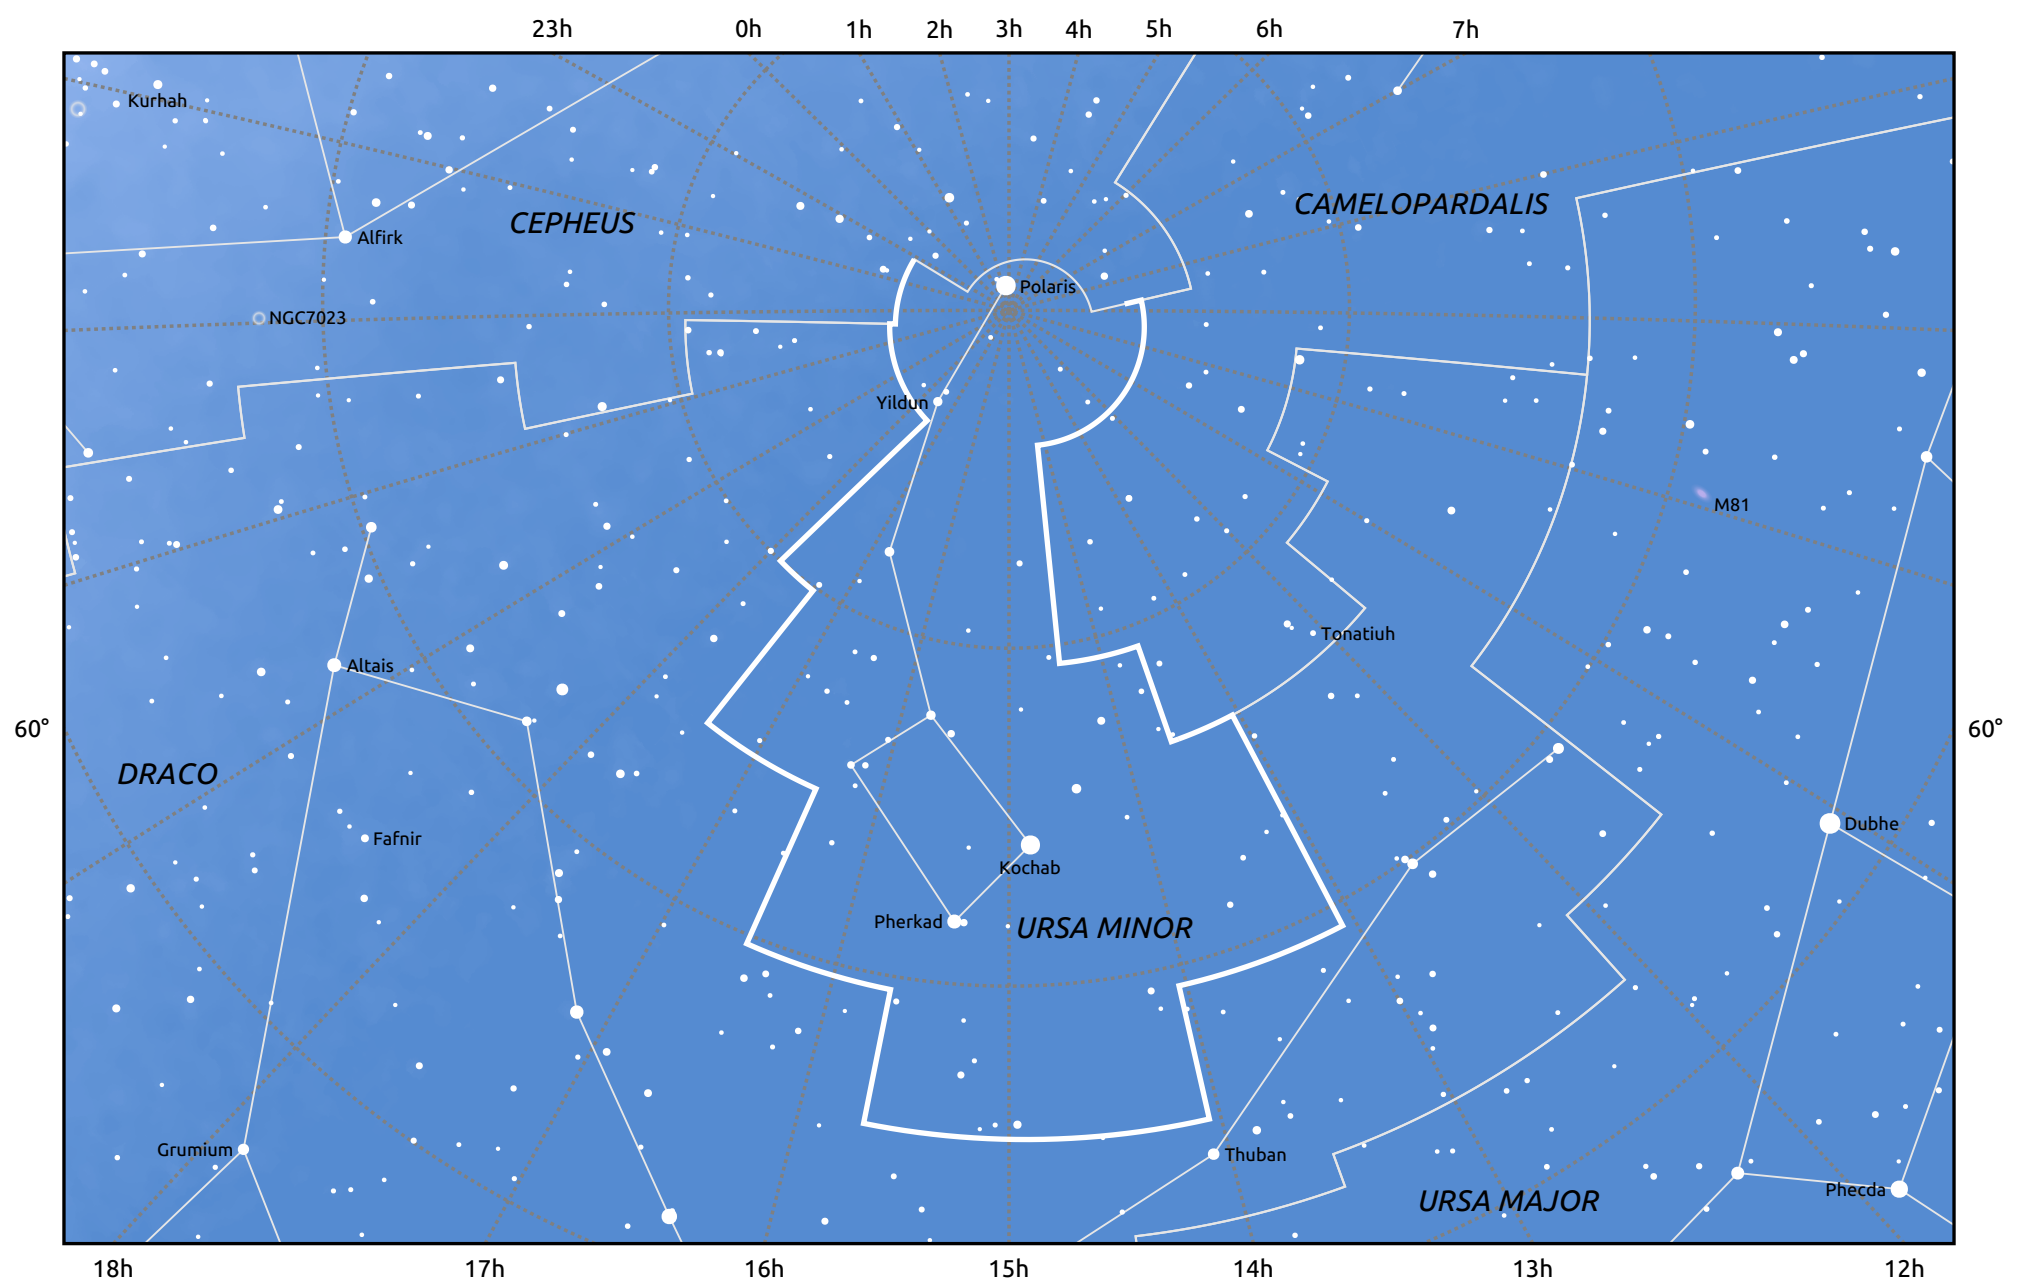 23h 0h 1h 2h 3h 4h 5h 6h 7h
Kurhah
CEPHEUS
CAMELOPARDALIS
Alfirk
Polaris
NGC7023
Yildun
M81
Tonatiuh
Altais
60° 60°
DRACO
Dubhe
Fafnir
Kochab
Pherkad
URSA MINOR
Grumium
Thuban
Phecda
URSA MAJOR
18h 17h 16h 15h 14h 13h 12h